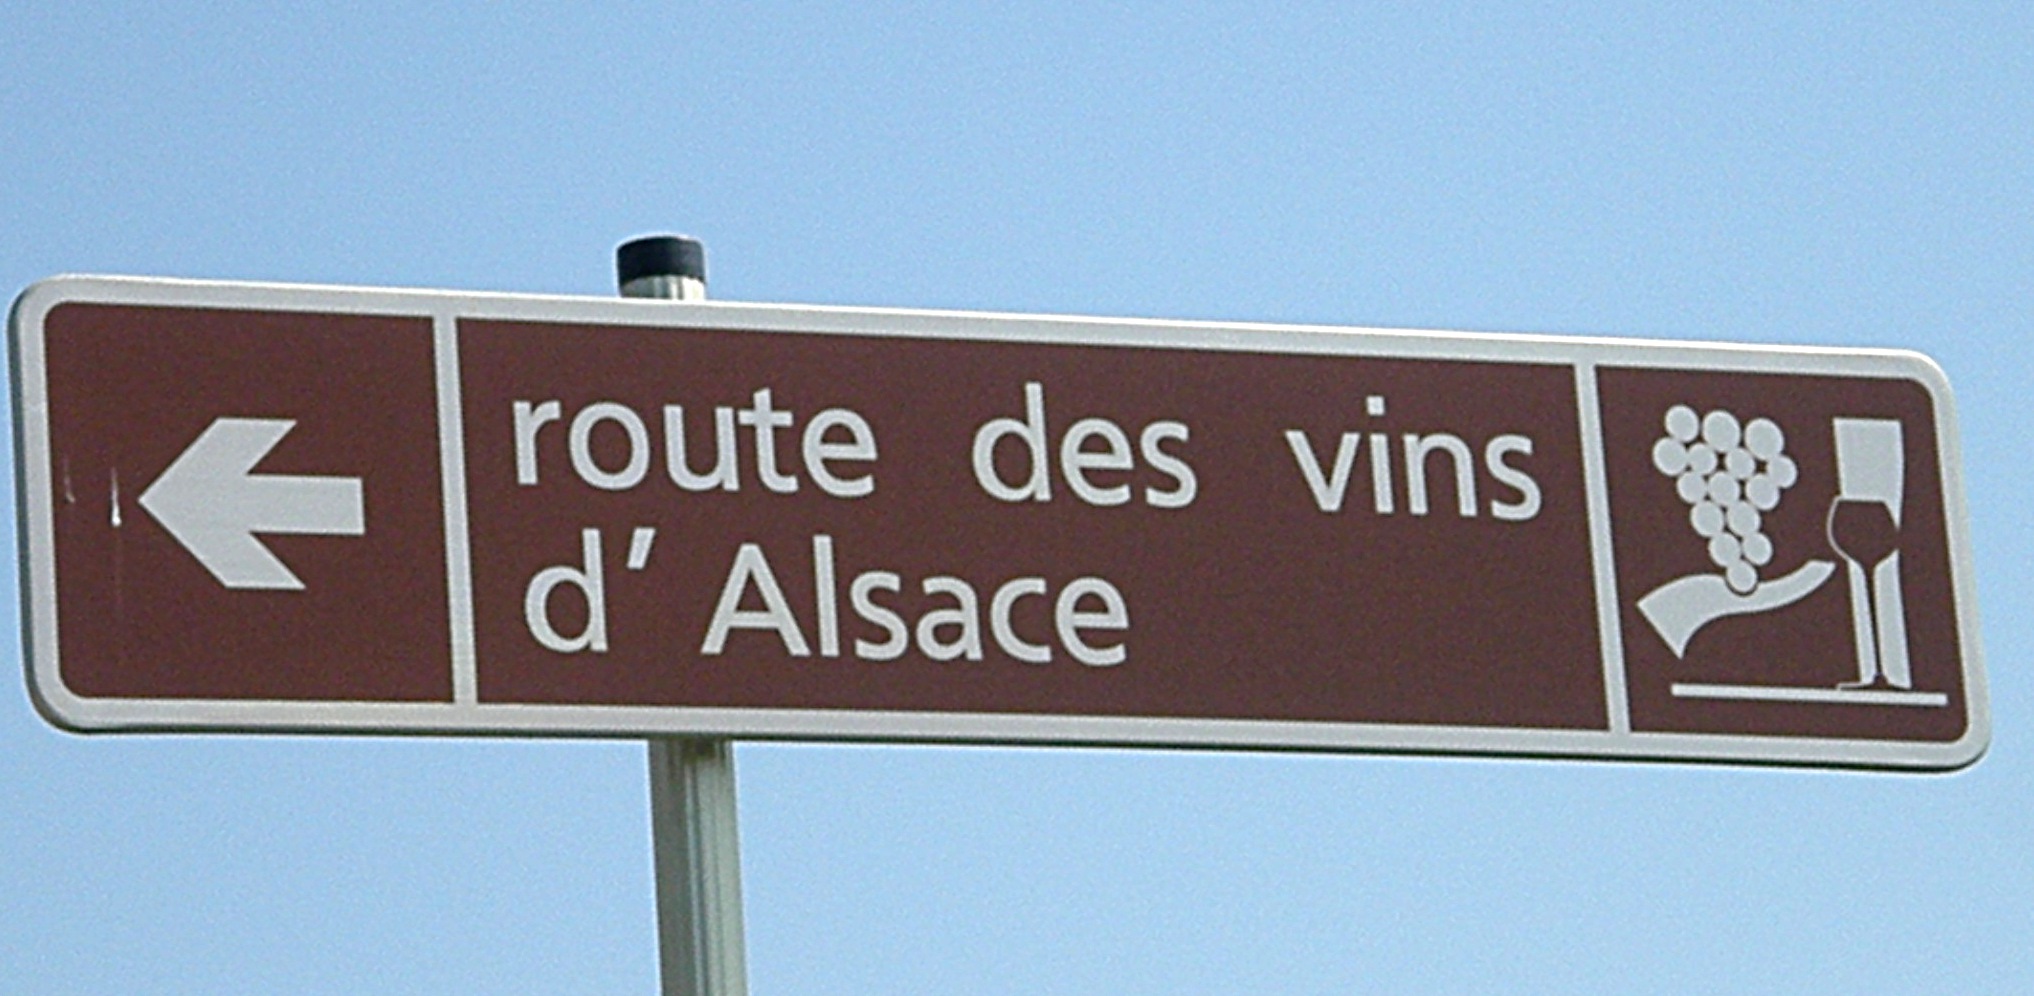 route des vins
d' Alsace